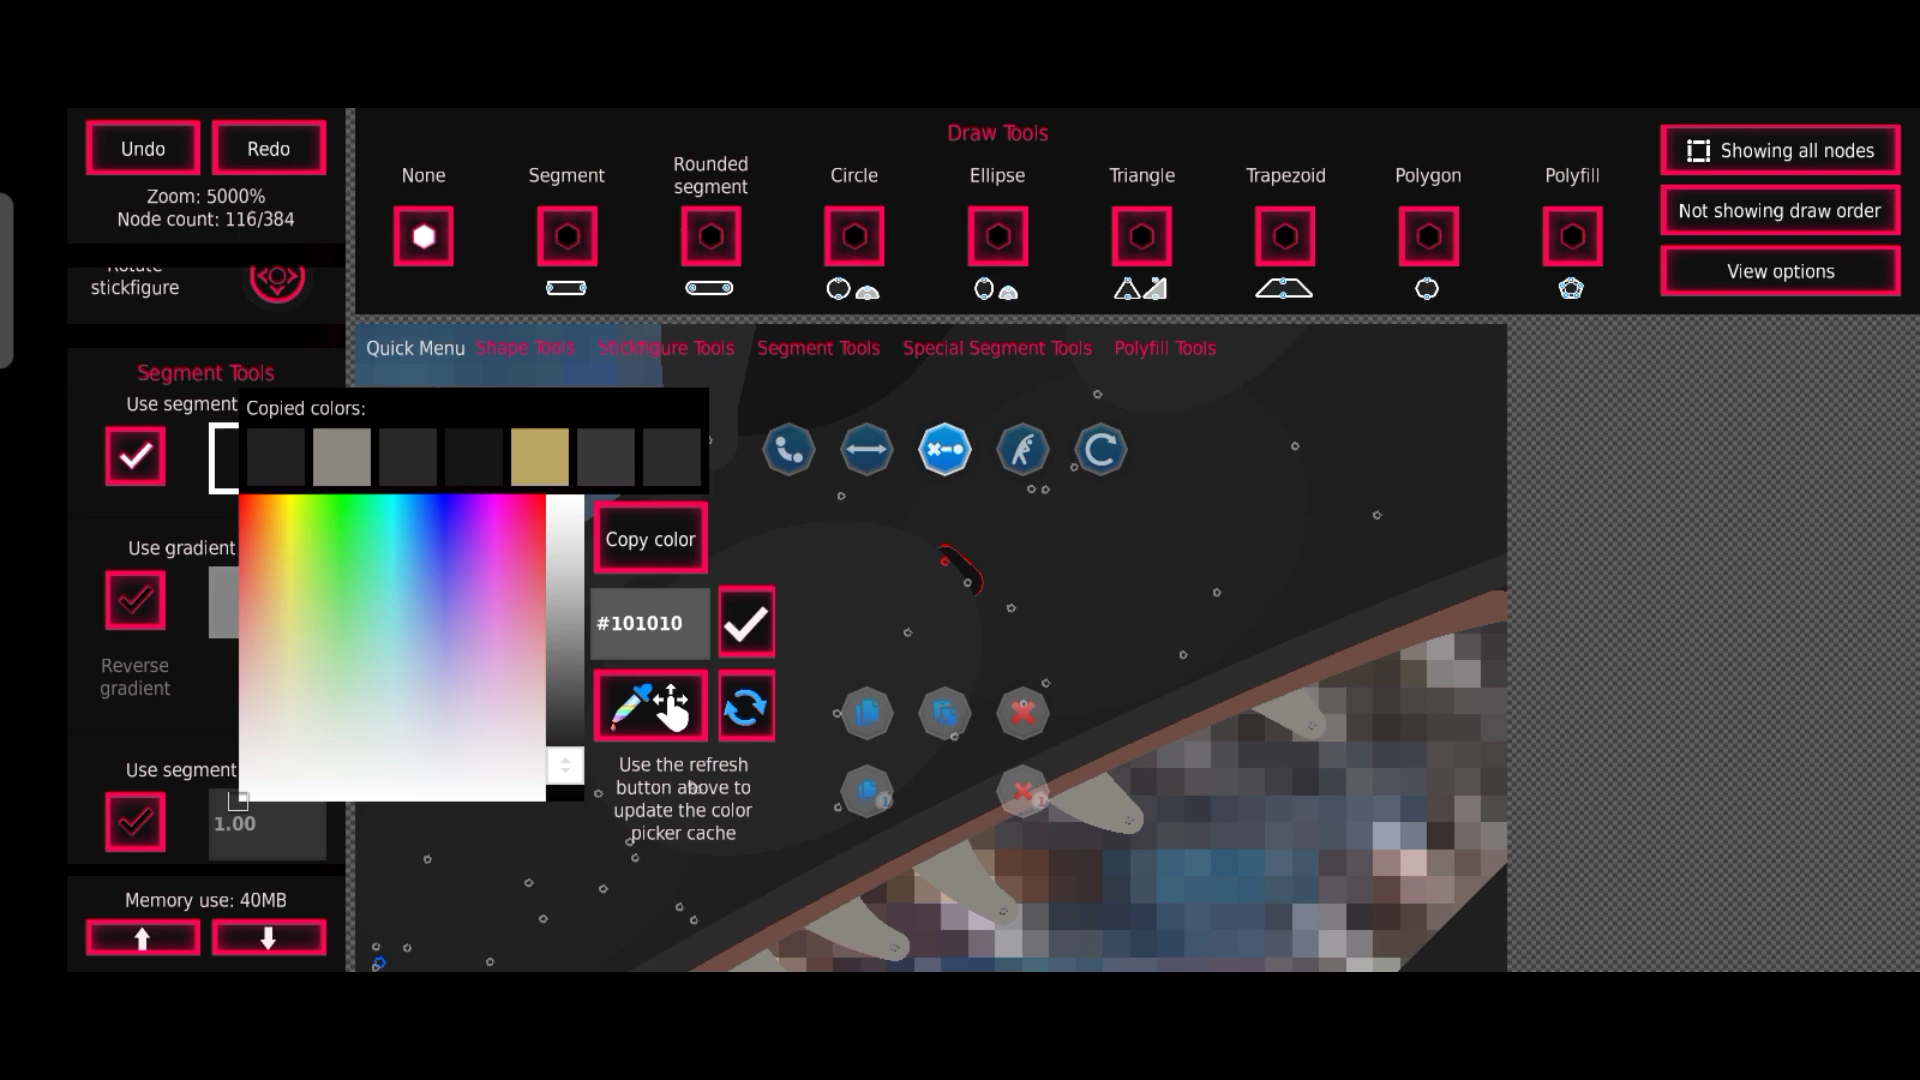 Undo
Redo
Zoom: 5000%
Node count: 116/384
Rotate
stickfigure
Draw Tools
None
Segment
Rounded
segment
Circle
Ellipse
Triangle
Trapezoid
Polygon
Polyfill
Showing all nodes
Not showing draw order
View options
Quick Menu
Shape Tools
Stickfigure Tools
Segment Tools
Special Segment Tools
Polyfill Tools
Segment Tools
Use segment
Copied colors:
Copy color
#101010
Use gradient
Reverse
gradient
Use segment
1.00
Use the refresh
button above to
update the color
picker cache
1
1
Memory use: 40MB